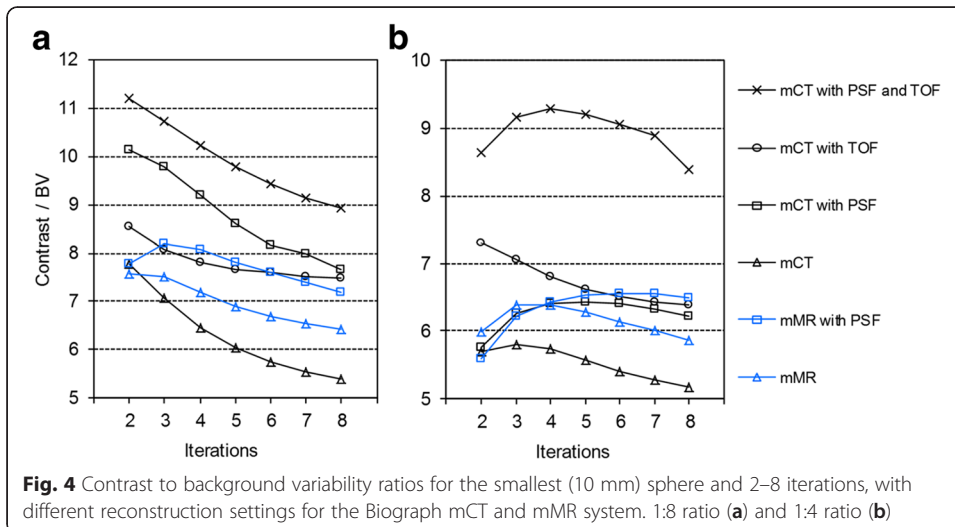 a
12
11
10
9
8
7
6
5
Contrast / BV
2 3 4 5 6 7 8
Iterations
b
10
9
8
7
6
5
2 3 4 5 6 7 8
Iterations
mCT with PSF and TOF
mCT with TOF
mCT with PSF
mCT
mMR with PSF
mMR
Fig. 4 Contrast to background variability ratios for the smallest (10 mm) sphere and 2–8 iterations, with
different reconstruction settings for the Biograph mCT and mMR system. 1:8 ratio (a) and 1:4 ratio (b)